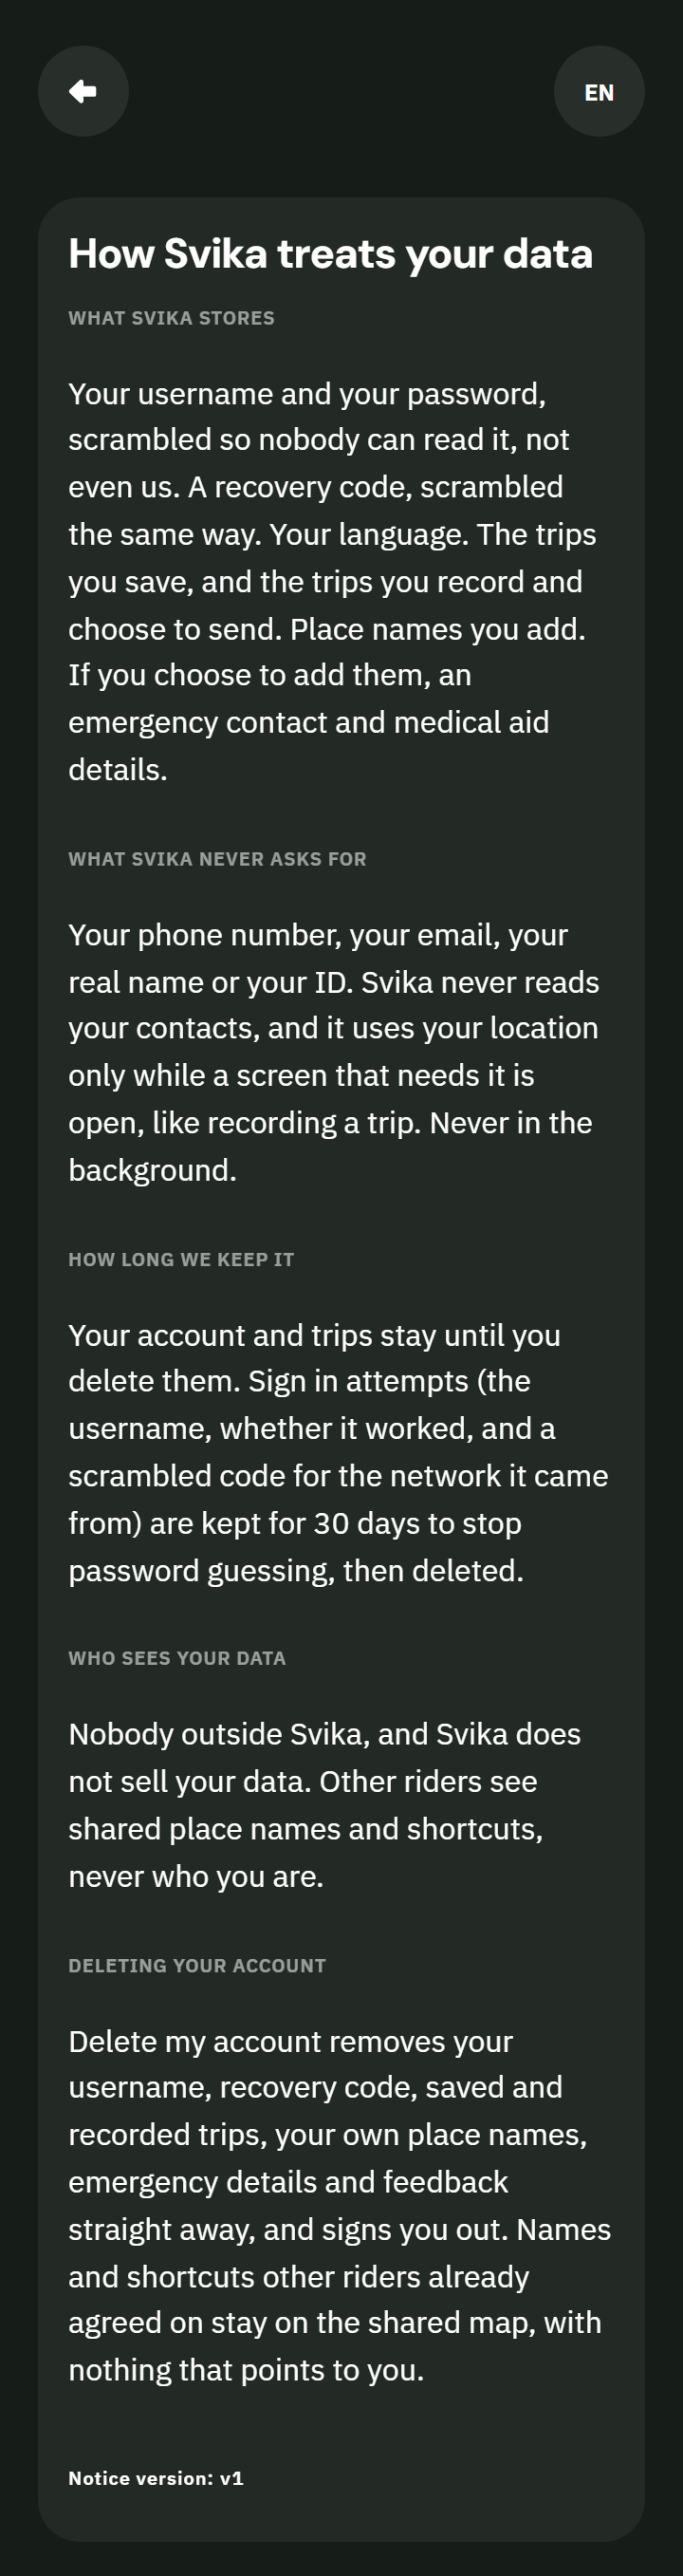 EN
How Svika treats your data
WHAT SVIKA STORES
Your username and your password,
scrambled so nobody can read it, not
even us. A recovery code, scrambled
the same way. Your language. The trips
you save, and the trips you record and
choose to send. Place names you add.
If you choose to add them, an
emergency contact and medical aid
details.
WHAT SVIKA NEVER ASKS FOR
Your phone number, your email, your
real name or your ID. Svika never reads
your contacts, and it uses your location
only while a screen that needs it is
open, like recording a trip. Never in the
background.
HOW LONG WE KEEP IT
Your account and trips stay until you
delete them. Sign in attempts (the
username, whether it worked, and a
scrambled code for the network it came
from) are kept for 30 days to stop
password guessing, then deleted.
WHO SEES YOUR DATA
Nobody outside Svika, and Svika does
not sell your data. Other riders see
shared place names and shortcuts,
never who you are.
DELETING YOUR ACCOUNT
Delete my account removes your
username, recovery code, saved and
recorded trips, your own place names,
emergency details and feedback
straight away, and signs you out. Names
and shortcuts other riders already
agreed on stay on the shared map, with
nothing that points to you.
Notice version: v1